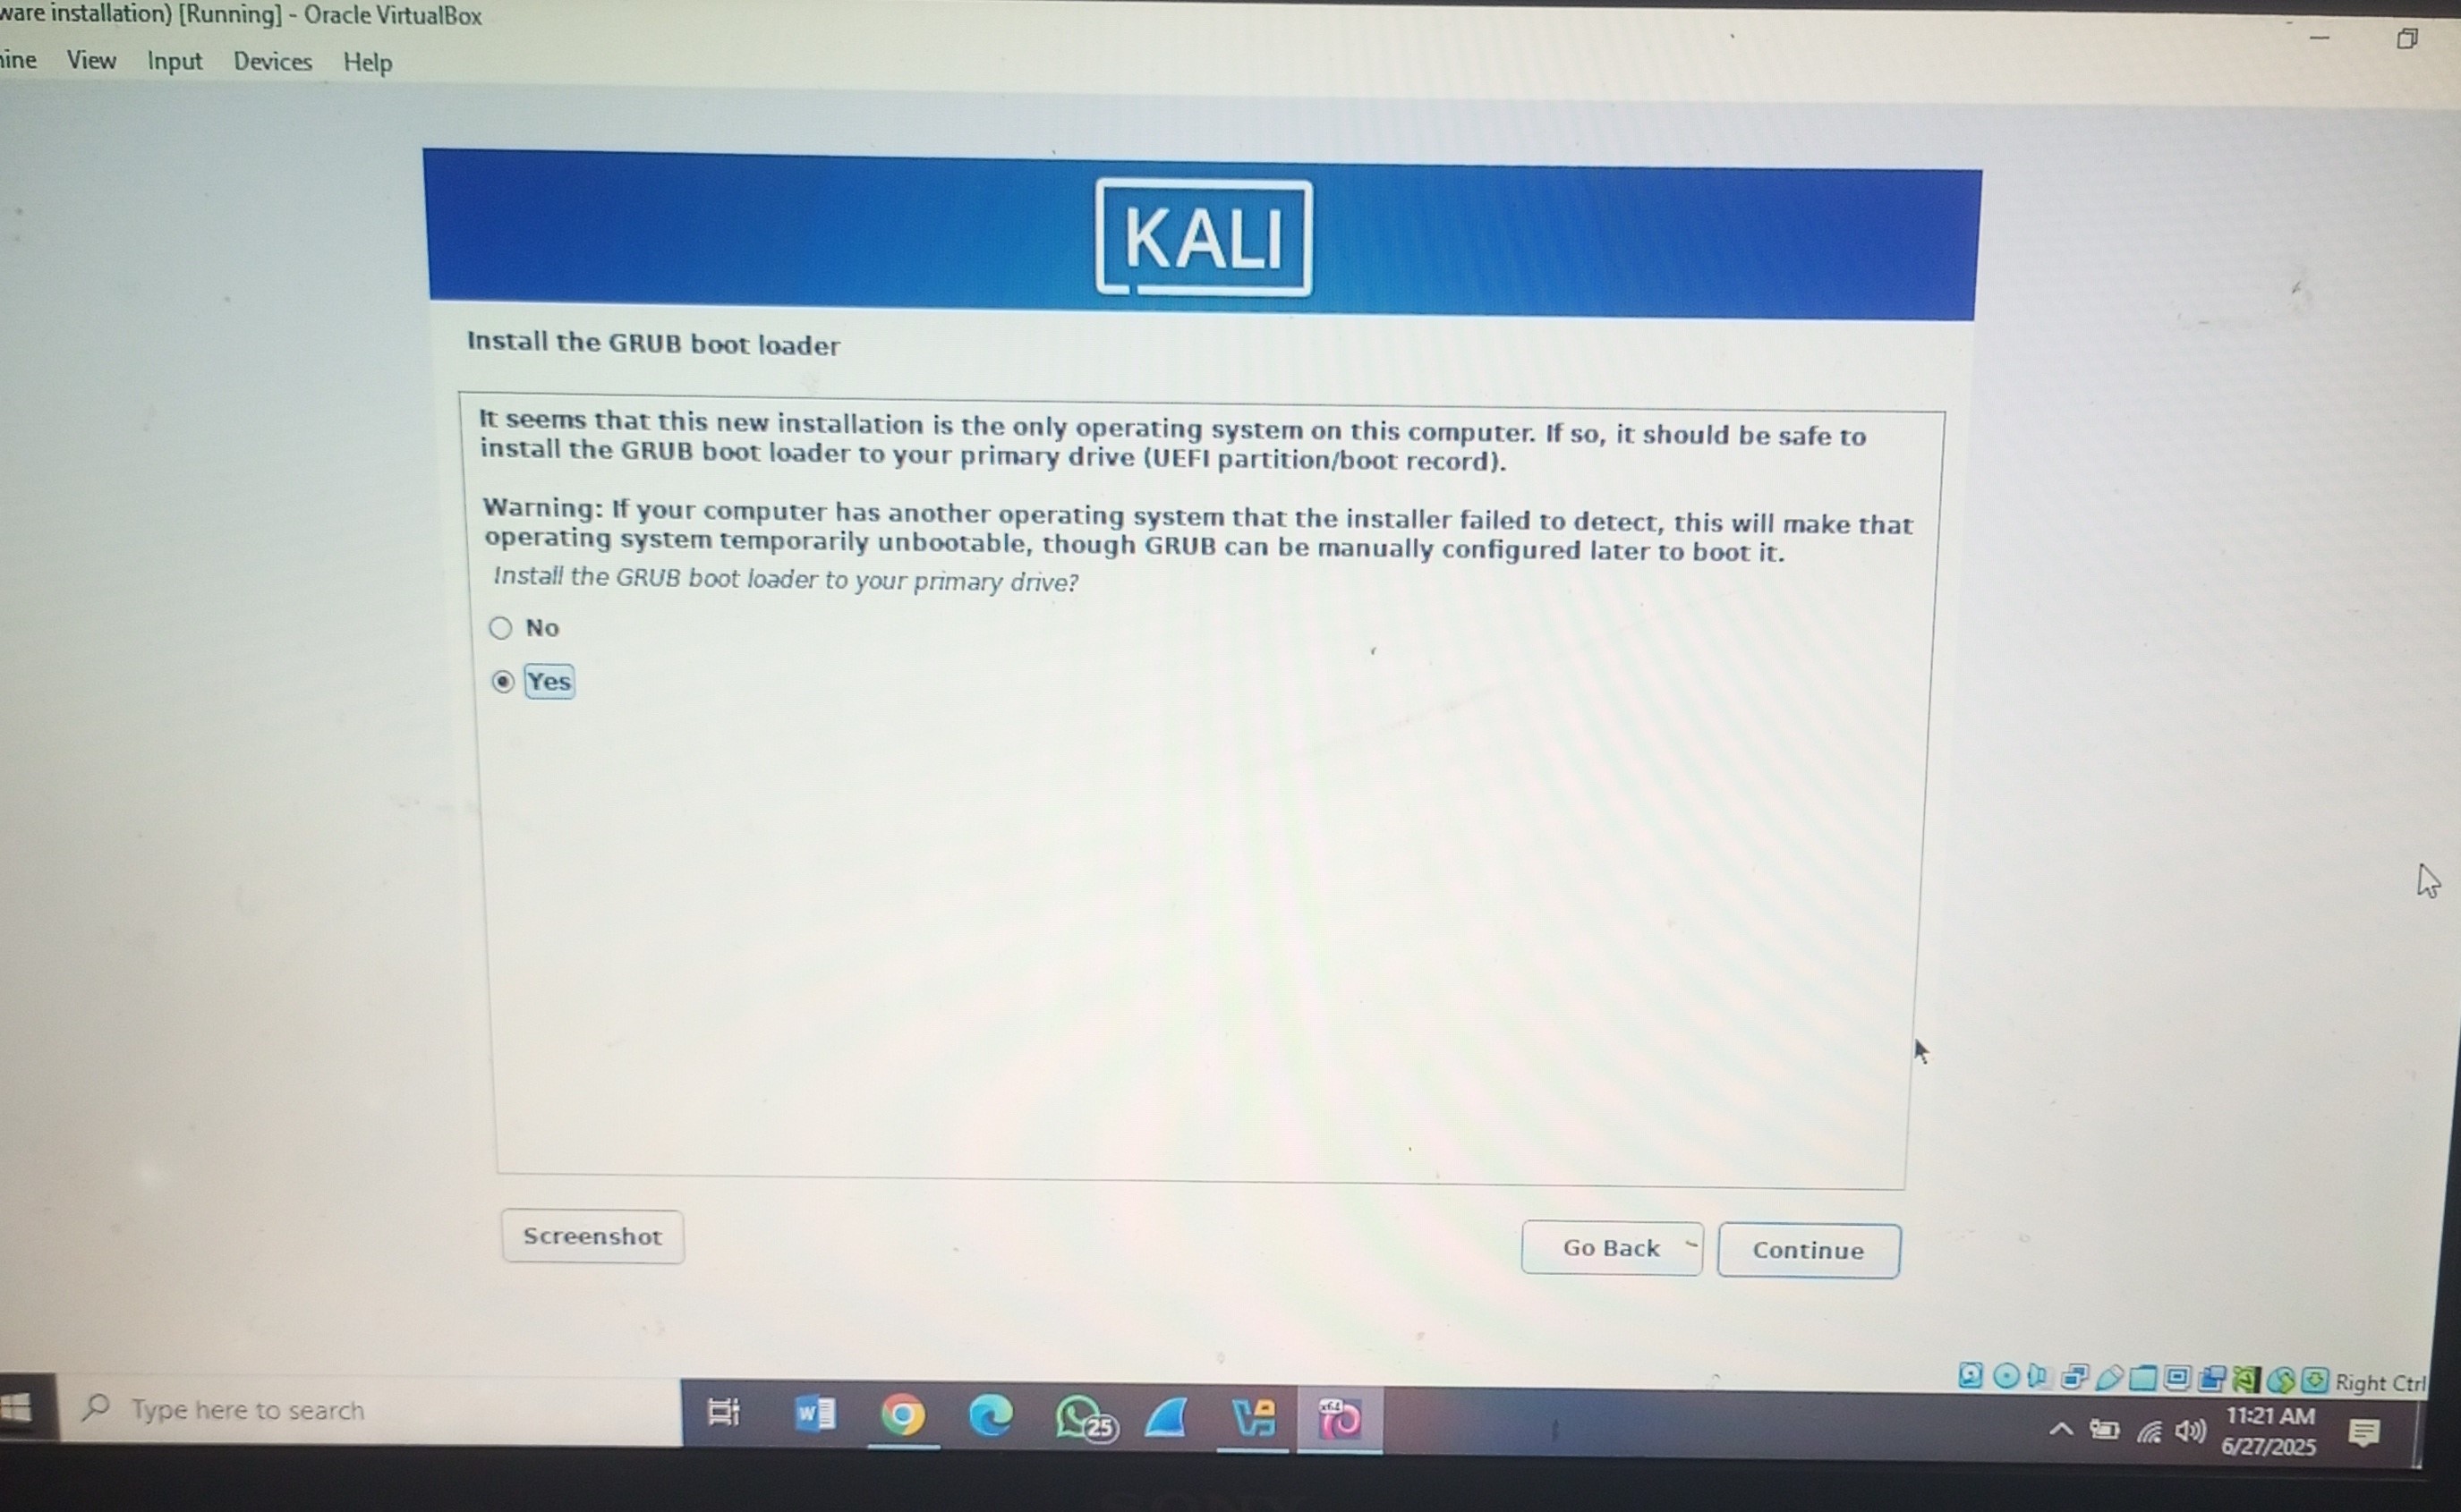 ware installation) [Running] - Oracle VirtualBox
ine View Input Devices Help
KALI
Install the GRUB boot loader
It seems that this new installation is the only operating system on this computer. If so, it should be safe to
install the GRUB boot loader to your primary drive (UEFI partition/boot record).
Warning: If your computer has another operating system that the installer failed to detect, this will make that
operating system temporarily unbootable, though GRUB can be manually configured later to boot it.
Install the GRUB boot loader to your primary drive?
No
Yes
Screenshot
Go Back
Continue
Right Ctrl
Type here to search
W
25
x64
11:21 AM
6/27/2025
SONY